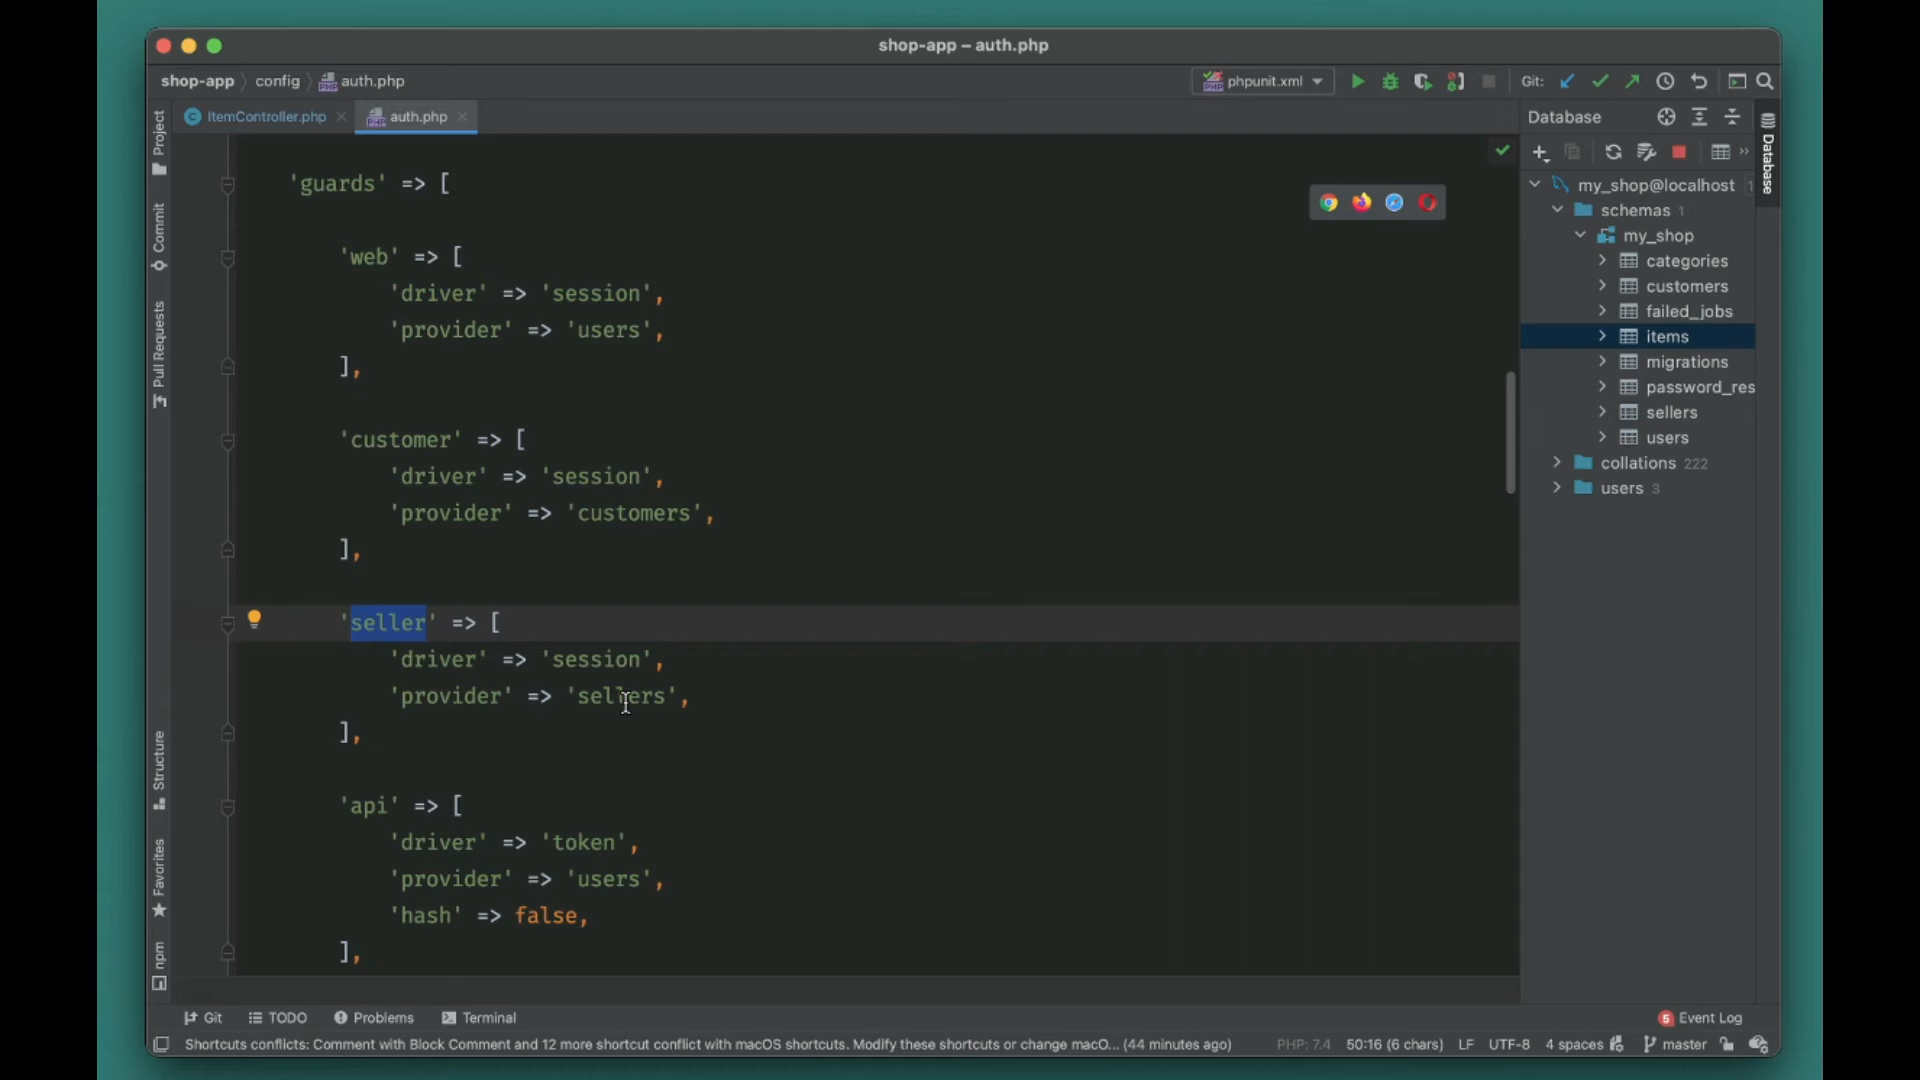 shop-app – auth.php
shop-app
config
auth.php
phpunit.xml
Git:
Project
Commit
Pull Requests
Structure
Favorites
npm
ItemController.php
auth.php
'guards' => [
'web' => [
'driver' => 'session',
'provider' => 'users',
],
'customer' => [
'driver' => 'session',
'provider' => 'customers',
],
'seller' => [
'driver' => 'session',
'provider' => 'sellers',
],
'api' => [
'driver' => 'token',
'provider' => 'users',
'hash' => false,
],
Database
Database
my_shop@localhost 1
schemas 1
my_shop
categories
customers
failed_jobs
items
migrations
password_res
sellers
users
collations 222
users 3
Git
TODO
Problems
Terminal
5 Event Log
Shortcuts conflicts: Comment with Block Comment and 12 more shortcut conflict with macOS shortcuts. Modify these shortcuts or change macO... (44 minutes ago)
PHP: 7.4
50:16 (6 chars)
LF
UTF-8
4 spaces
master